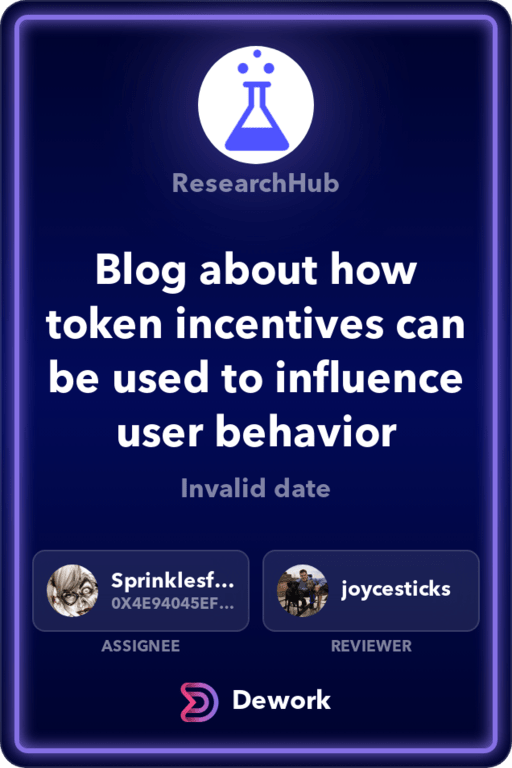 ResearchHub
Blog about how
token incentives can
be used to influence
user behavior
Invalid date
Sprinklesf...
0X4E94045EF...
joycesticks
ASSIGNEE
REVIEWER
Dework